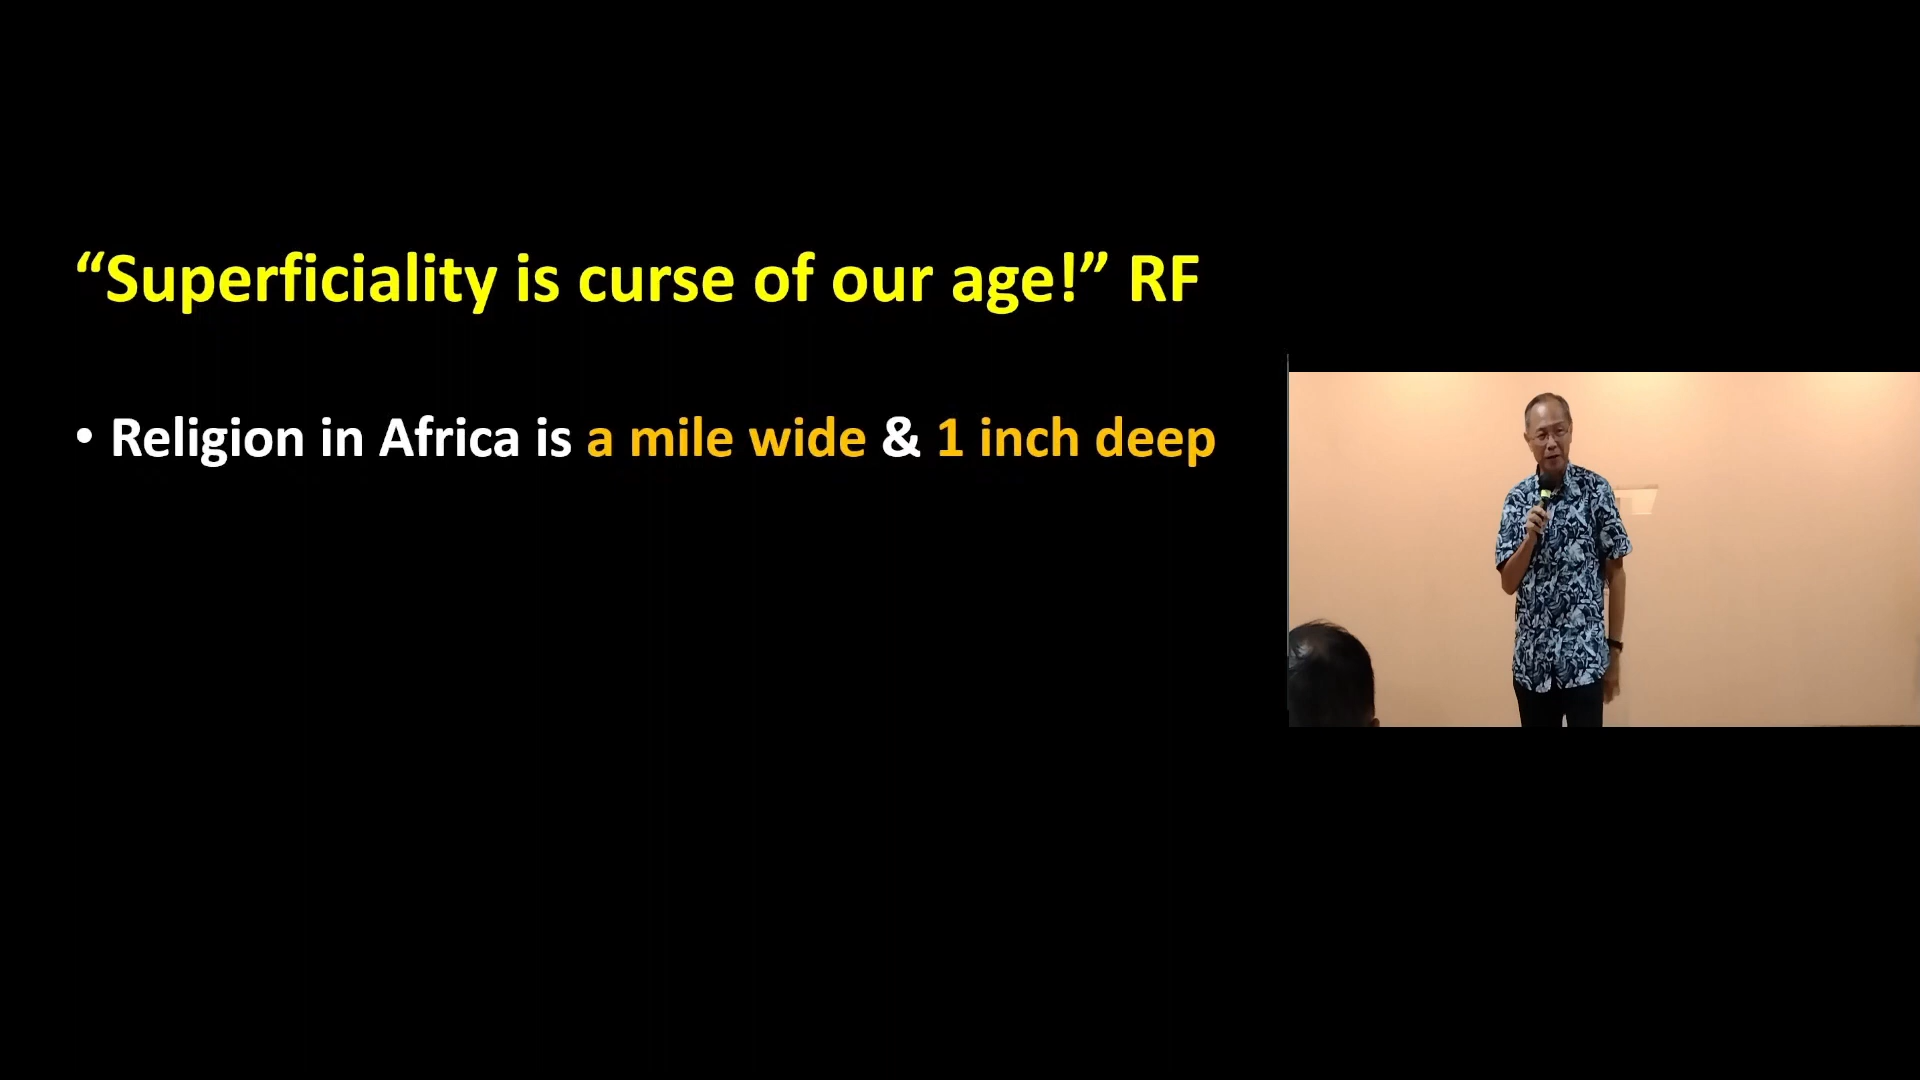 “Superficiality is curse of our age!” RF
• Religion in Africa is a mile wide & 1 inch deep